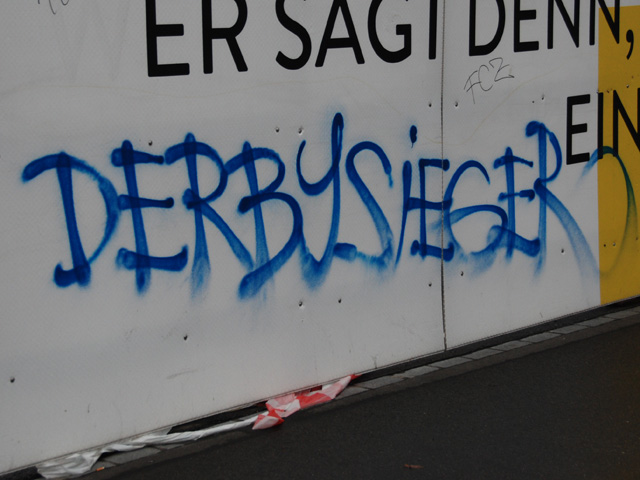 ER SAGT DENN,
FCZ
EIN
DERBYSIEGER